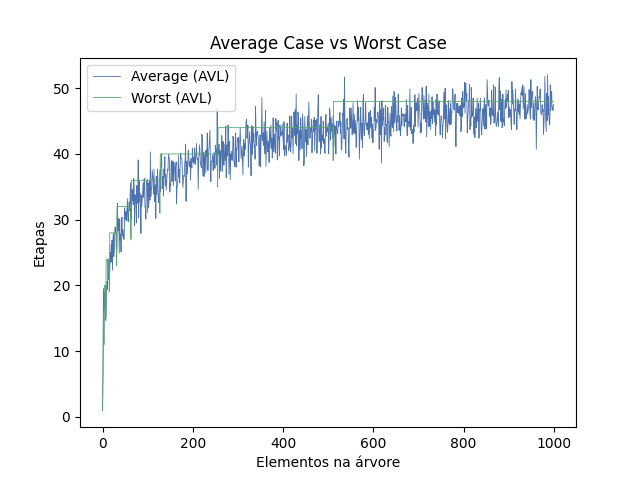 Average Case vs Worst Case
Average (AVL)
Worst (AVL)
50
40
30
20
10
0
Etapas
0 200 400 600 800 1000
Elementos na árvore